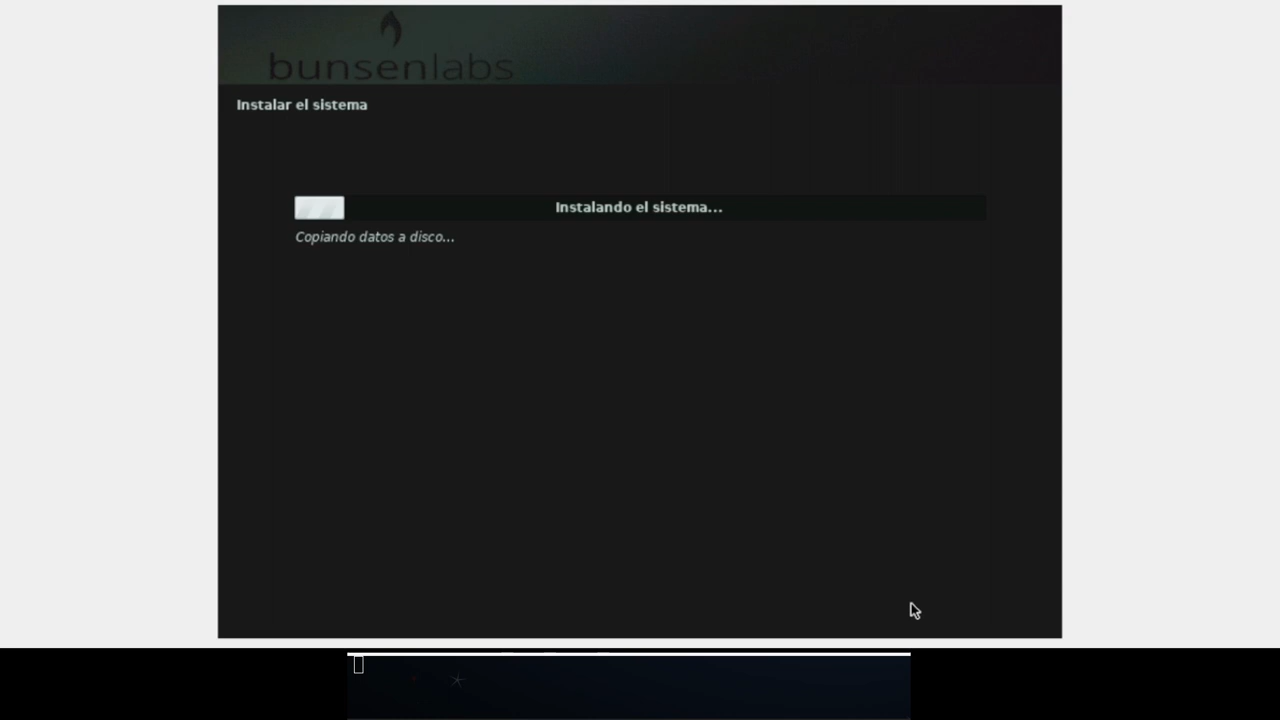 bunsenlabs
Instalar el sistema
Instalando el sistema...
Copiando datos a disco...